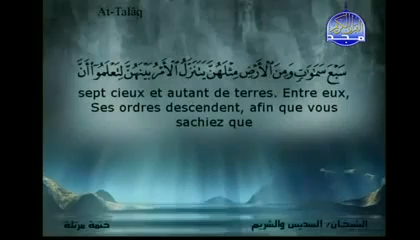 At-Talâq
سَبْعَ سَمَٰوَٰتٍ وَمِنَ ٱلْأَرْضِ مِثْلَهُنَّ يَتَنَزَّلُ ٱلْأَمْرُ بَيْنَهُنَّ لِتَعْلَمُوٓا۟ أَنَّ
sept cieux et autant de terres. Entre eux,
Ses ordres descendent, afin que vous
sachiez que
الشيخان/ السديس والشريم
ختمة مرتلة